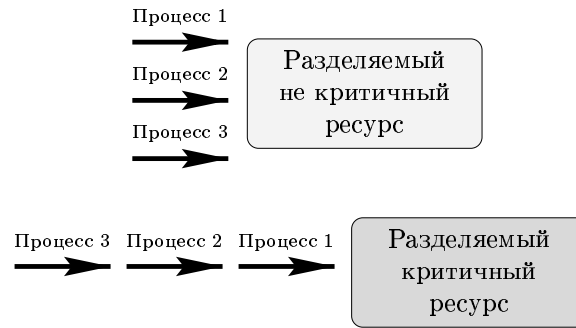 Процесс 1
Процесс 2
Процесс 3
Разделяемый
не критичный
ресурс
Процесс 3
Процесс 2
Процесс 1
Разделяемый
критичный
ресурс